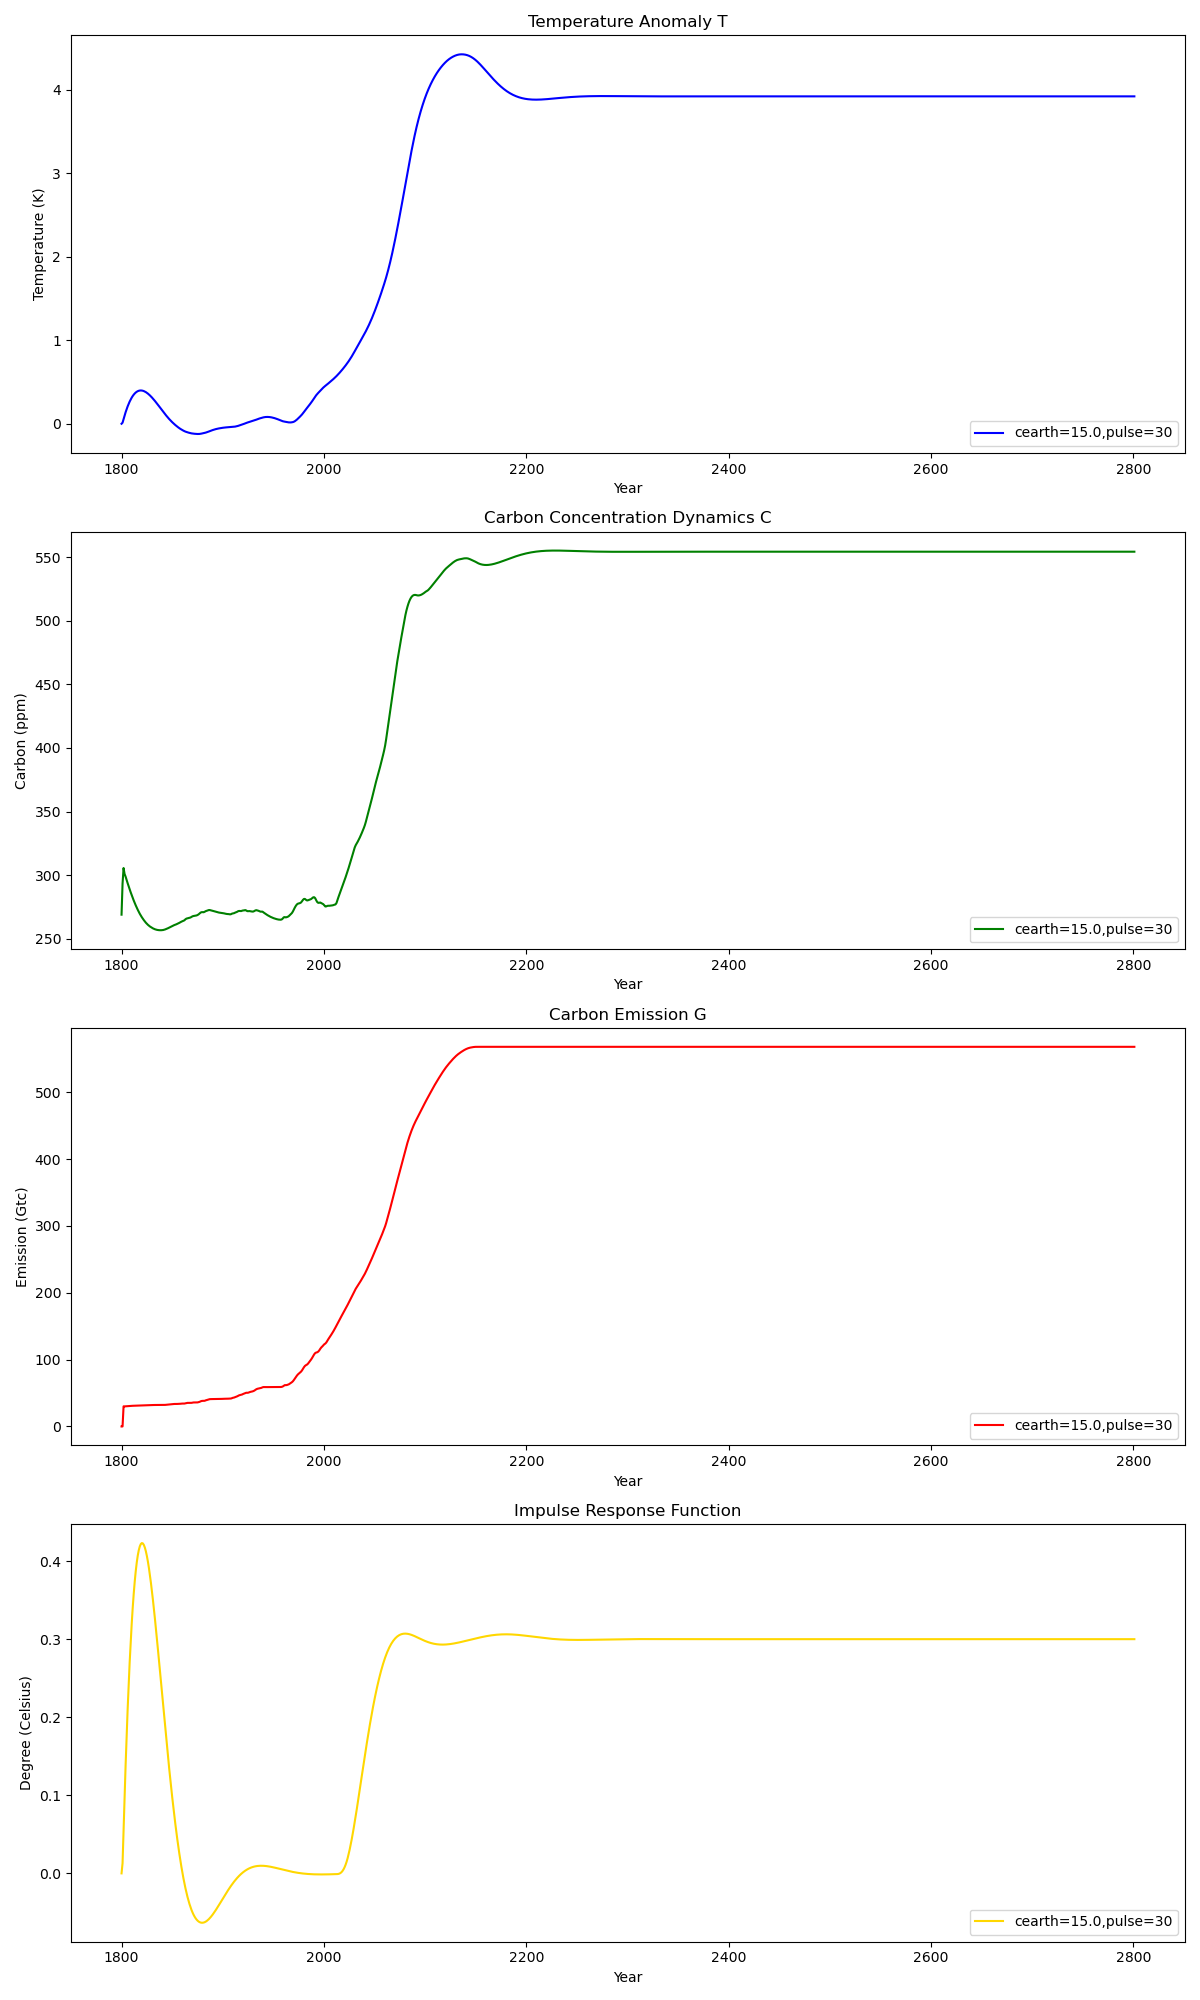 Temperature Anomaly T
Temperature (K)
4
3
2
1
0
cearth=15.0,pulse=30
1800 2000 2200 2400 2600 2800
Year
Carbon Concentration Dynamics C
Carbon (ppm)
550
500
450
400
350
300
250
cearth=15.0,pulse=30
1800 2000 2200 2400 2600 2800
Year
Carbon Emission G
Emission (Gtc)
500
400
300
200
100
0
cearth=15.0,pulse=30
1800 2000 2200 2400 2600 2800
Year
Impulse Response Function
Degree (Celsius)
0.4
0.3
0.2
0.1
0.0
cearth=15.0,pulse=30
1800 2000 2200 2400 2600 2800
Year